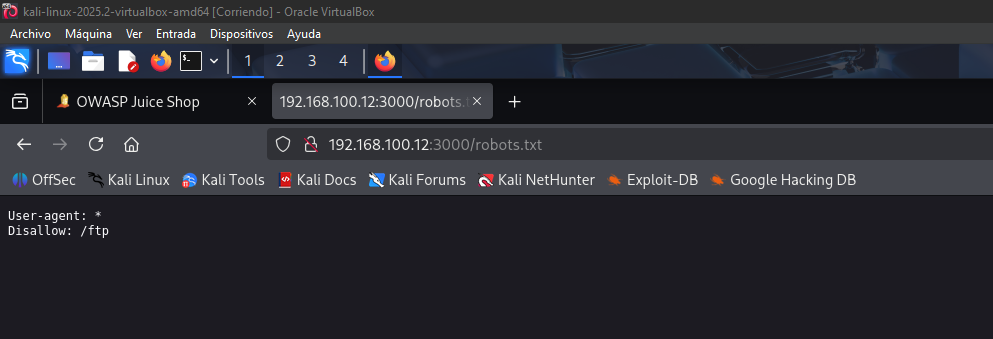 kali-linux-2025.2-virtualbox-amd64 [Corriendo] - Oracle VirtualBox
Archivo Máquina Ver Entrada Dispositivos Ayuda
1 2 3 4
OWASP Juice Shop 192.168.100.12:3000/robots.t
192.168.100.12:3000/robots.txt
OffSec Kali Linux Kali Tools Kali Docs Kali Forums Kali NetHunter Exploit-DB Google Hacking DB
User-agent: *
Disallow: /ftp